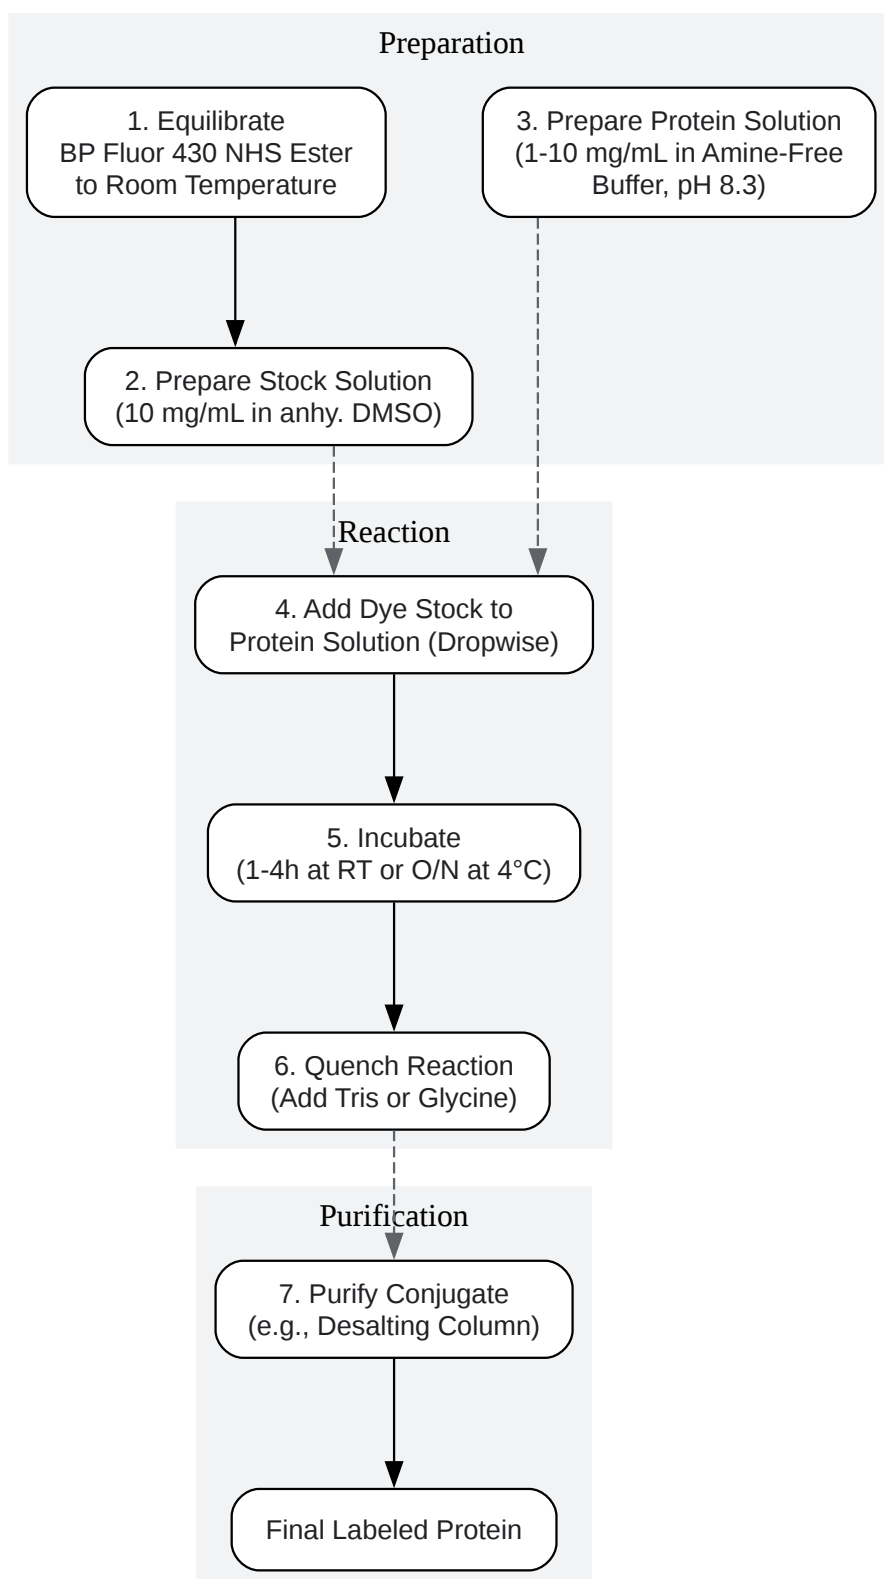 Preparation
1. Equilibrate
BP Fluor 430 NHS Ester
to Room Temperature
3. Prepare Protein Solution
(1-10 mg/mL in Amine-Free
Buffer, pH 8.3)
2. Prepare Stock Solution
(10 mg/mL in anhy. DMSO)
Reaction
4. Add Dye Stock to
Protein Solution (Dropwise)
5. Incubate
(1-4h at RT or O/N at 4°C)
6. Quench Reaction
(Add Tris or Glycine)
Purification
7. Purify Conjugate
(e.g., Desalting Column)
Final Labeled Protein